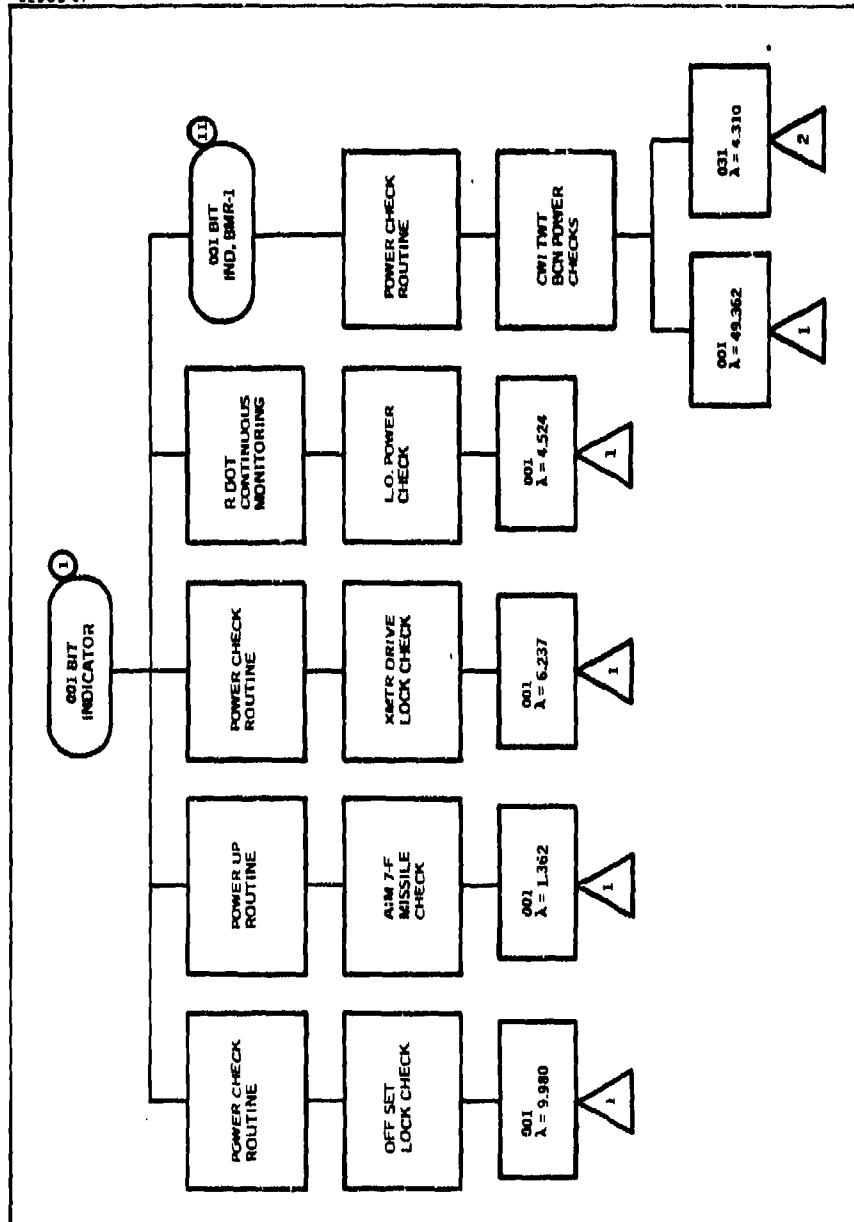 001 BIT
INDICATOR
1
POWER CHECK
ROUTINE
OFF SET
LOCK CHECK
001
λ = 9.980
1
POWER UP
ROUTINE
AIM 7-F
MISSILE
CHECK
001
λ = 1.362
1
POWER CHECK
ROUTINE
XMTR DRIVE
LOCK CHECK
001
λ = 6.237
1
R DOT
CONTINUOUS
MONITORING
L.O. POWER
CHECK
001
λ = 4.524
1
001 BIT
IND. BMR-1
11
POWER CHECK
ROUTINE
CWI TWT
BCN POWER
CHECKS
001
λ = 49.362
1
031
λ = 4.310
2